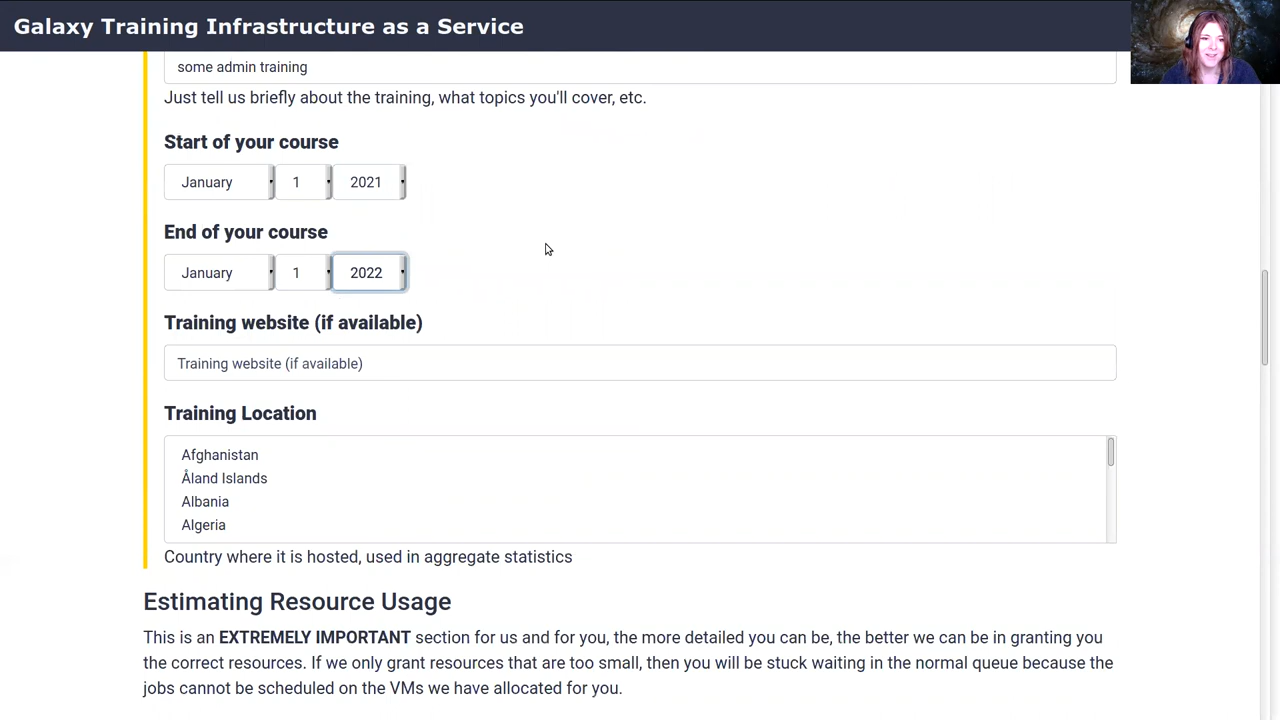 Galaxy Training Infrastructure as a Service
some admin training
Just tell us briefly about the training, what topics you'll cover, etc.
Start of your course
January 1 2021
End of your course
January 1 2022
Training website (if available)
Training website (if available)
Training Location
Afghanistan
Åland Islands
Albania
Algeria
Country where it is hosted, used in aggregate statistics
Estimating Resource Usage
This is an EXTREMELY IMPORTANT section for us and for you, the more detailed you can be, the better we can be in granting you
the correct resources. If we only grant resources that are too small, then you will be stuck waiting in the normal queue because the
jobs cannot be scheduled on the VMs we have allocated for you.